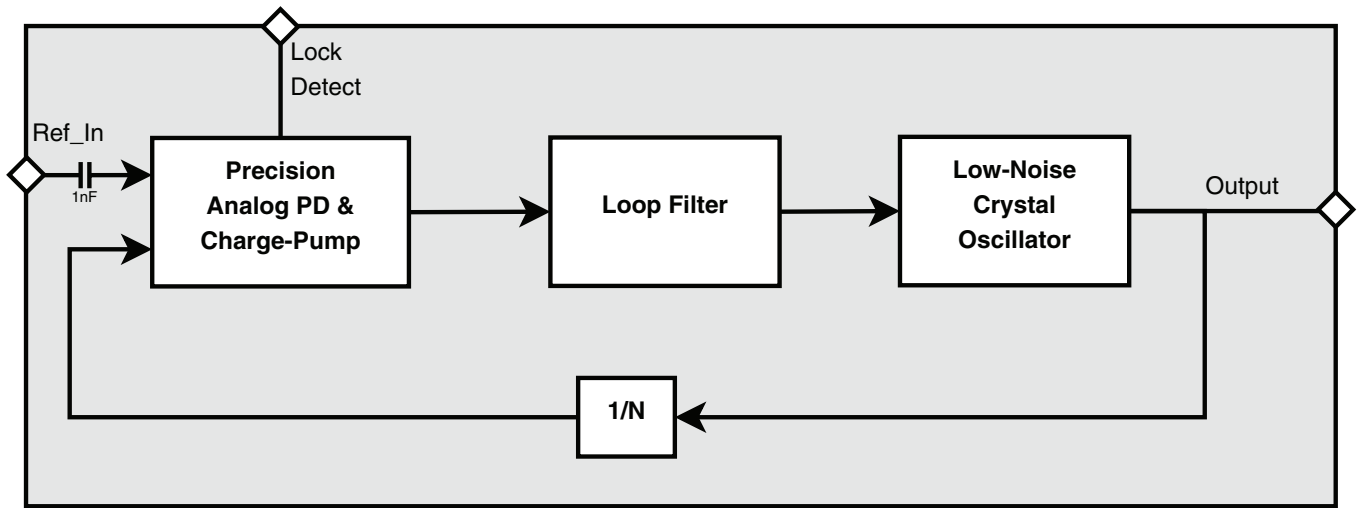 Lock
Detect
Ref_In
1nF
Precision
Analog PD &
Charge-Pump
Loop Filter
Low-Noise
Crystal
Oscillator
Output
1/N